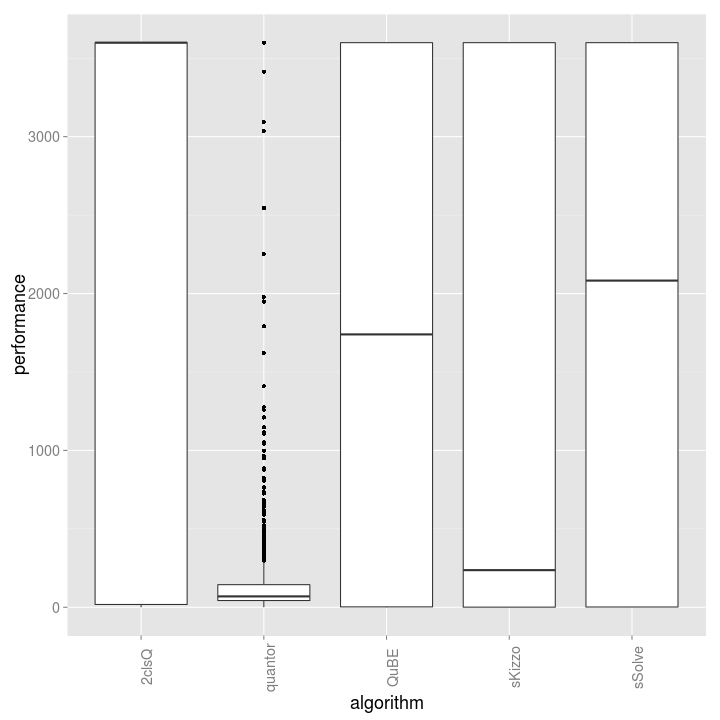 performance
3000
2000
1000
0
2clsQ
quantor
QuBE
sKizzo
sSolve
algorithm